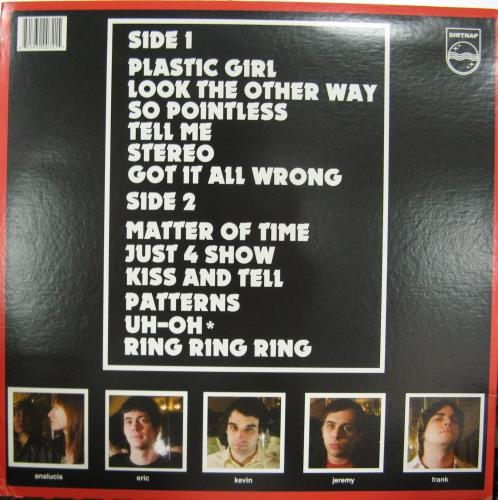 DIRTNAP
SIDE 1
PLASTIC GIRL
LOOK THE OTHER WAY
SO POINTLESS
TELL ME
STEREO
GOT IT ALL WRONG
SIDE 2
MATTER OF TIME
JUST 4 SHOW
KISS AND TELL
PATTERNS
UH-OH *
RING RING RING
analucia
eric
kevin
jeremy
frank